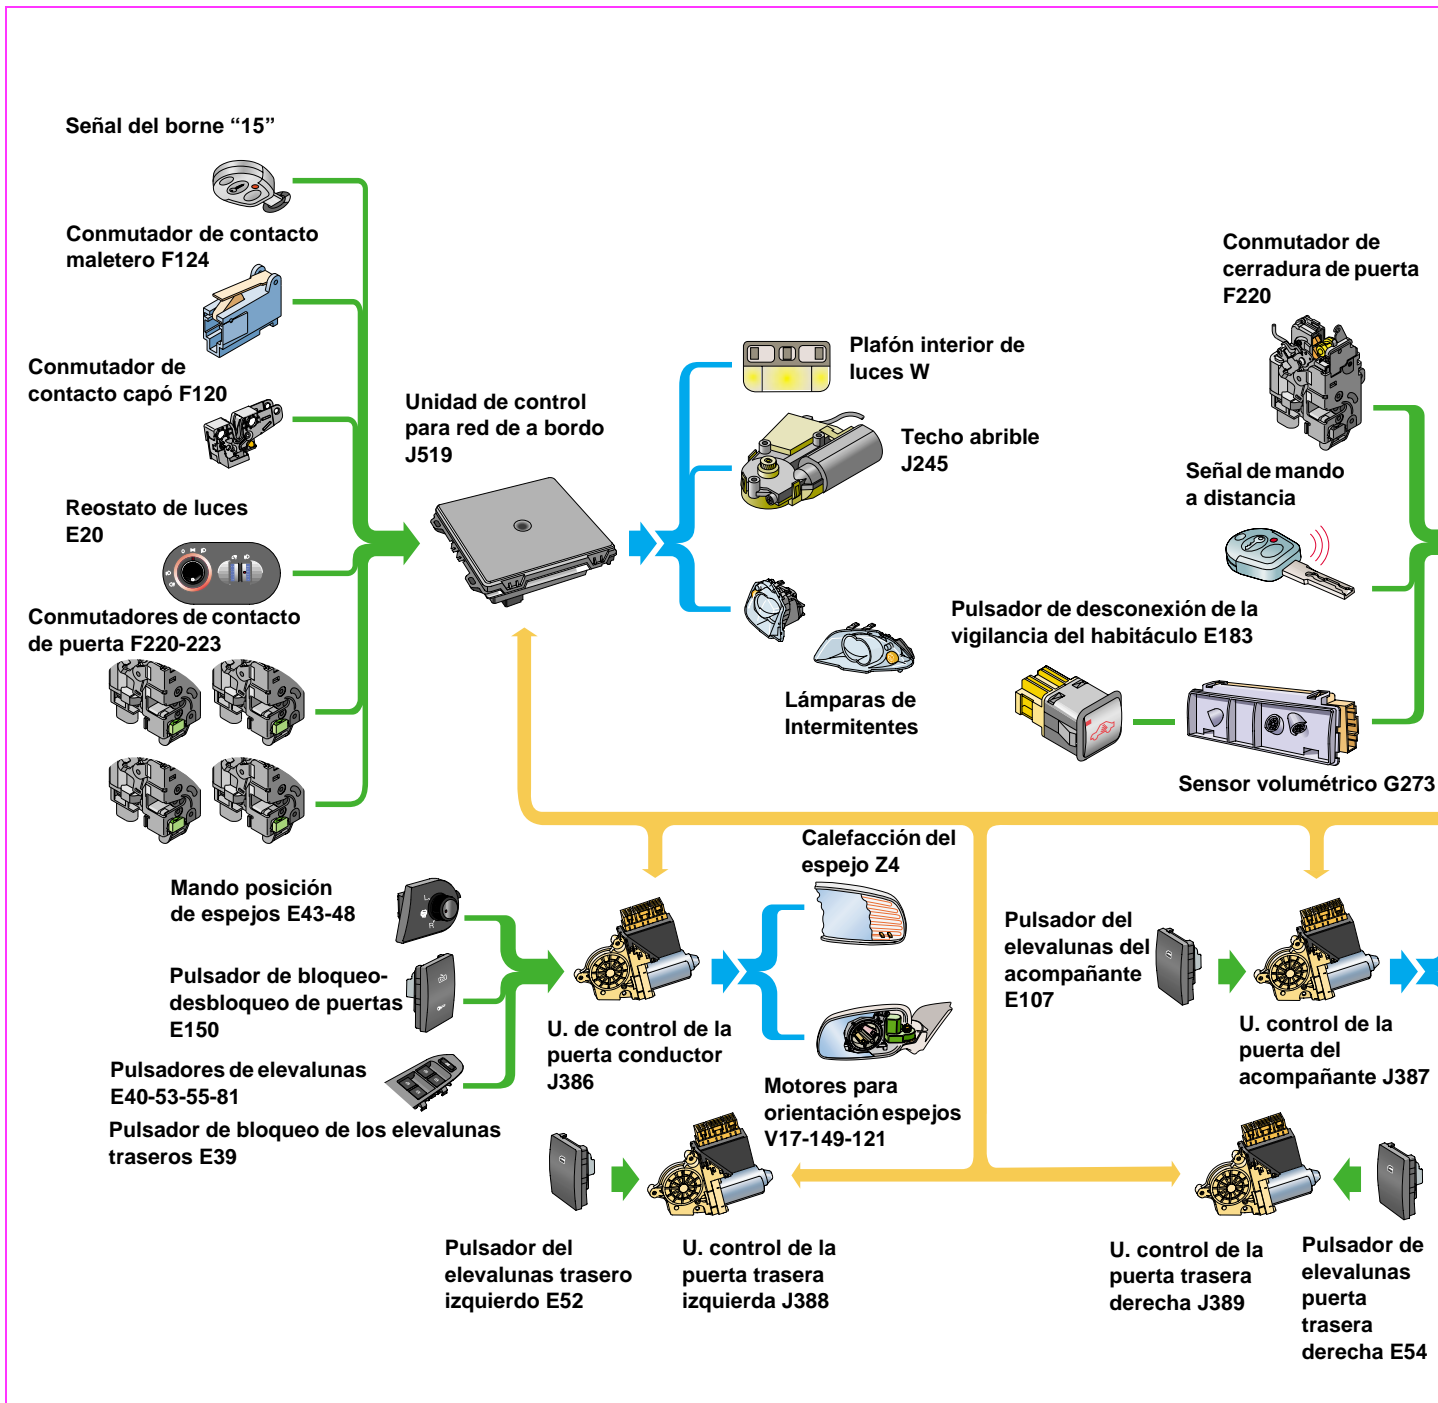 Señal del borne “15”
Conmutador de contacto
maletero F124
Conmutador de
contacto capó F120
Reostato de luces
E20
Conmutadores de contacto
de puerta F220-223
Unidad de control
para red de a bordo
J519
Plafón interior de
luces W
Techo abrible
J245
Lámparas de
Intermitentes
Conmutador de
cerradura de puerta
F220
Señal de mando
a distancia
Pulsador de desconexión de la
vigilancia del habitáculo E183
Sensor volumétrico G273
Mando posición
de espejos E43-48
Pulsador de bloqueo-
desbloqueo de puertas
E150
Pulsadores de elevalunas
E40-53-55-81
Pulsador de bloqueo de los elevalunas
traseros E39
U. de control de la
puerta conductor
J386
Calefacción del
espejo Z4
Motores para
orientación espejos
V17-149-121
Pulsador del
elevalunas del
acompañante
E107
U. control de la
puerta del
acompañante J387
Pulsador del
elevalunas trasero
izquierdo E52
U. control de la
puerta trasera
izquierda J388
U. control de la
puerta trasera
derecha J389
Pulsador de
elevalunas
puerta
trasera
derecha E54
L
R